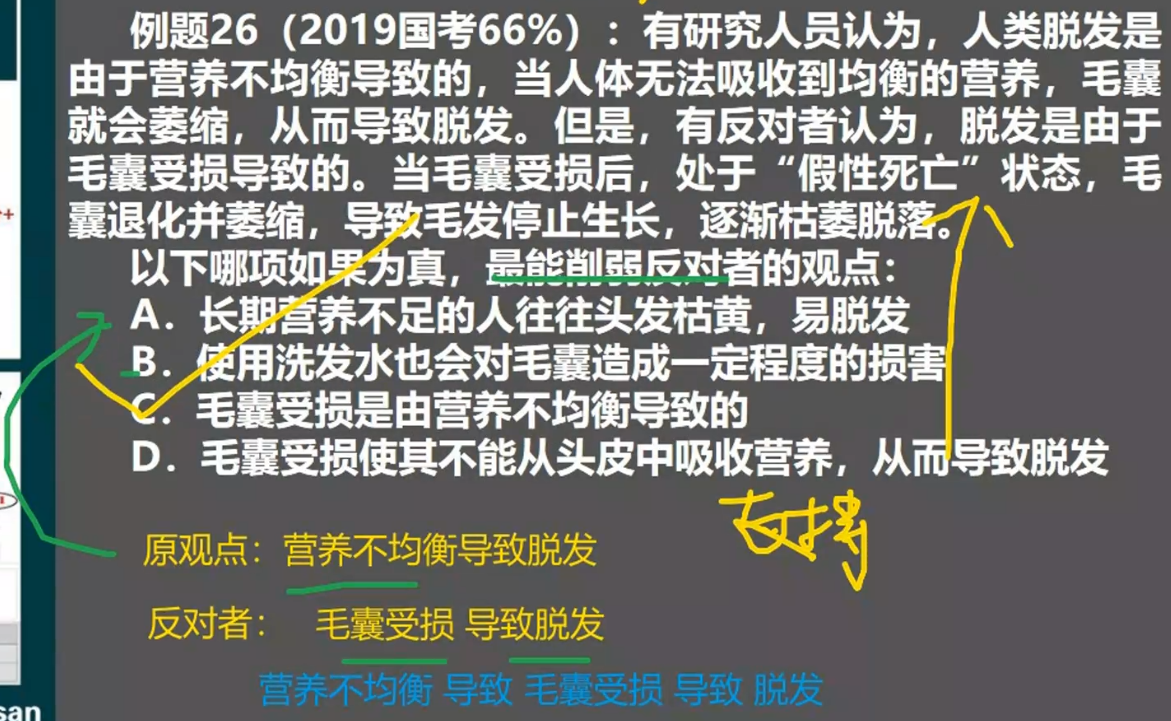 例题26（2019国考66%）：有研究人员认为，人类脱发是
由于营养不均衡导致的，当人体无法吸收到均衡的营养，毛囊
就会萎缩，从而导致脱发。但是，有反对者认为，脱发是由于
毛囊受损导致的。当毛囊受损后，处于“假性死亡”状态，毛
囊退化并萎缩，导致毛发停止生长，逐渐枯萎脱落。
以下哪项如果为真，最能削弱反对者的观点：
A．长期营养不足的人往往头发枯黄，易脱发
B．使用洗发水也会对毛囊造成一定程度的损害
C．毛囊受损是由营养不均衡导致的
D．毛囊受损使其不能从头皮中吸收营养，从而导致脱发
支持
原观点：营养不均衡导致脱发
反对者： 毛囊受损 导致脱发
营养不均衡 导致 毛囊受损 导致 脱发
san